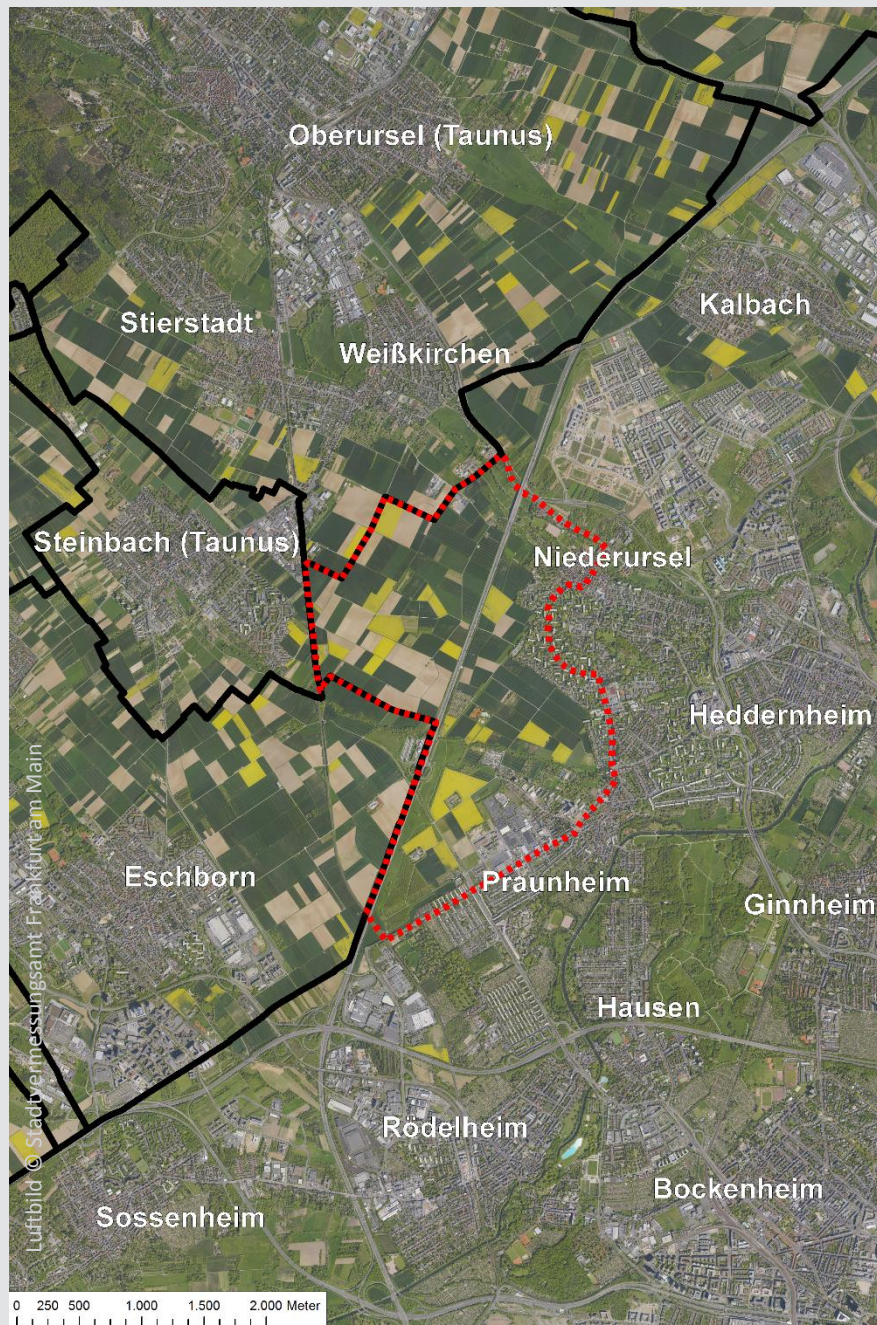 Oberursel (Taunus)
Kalbach
Stierstadt
Weißkirchen
Steinbach (Taunus)
Niederursel
Heddernheim
Eschborn
Praunheim
Ginnheim
Hausen
Rödelheim
Bockenheim
Sossenheim
Luftbild © Stadtvermessungsamt Frankfurt am Main
0 250 500 1.000 1.500 2.000 Meter